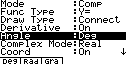 Mode :Comp
Func Type :Y=
Draw Type :Connect
Derivative :On
Angle :Deg
Complex Mode:Real
Coord :On ↓
Deg Rad Gra